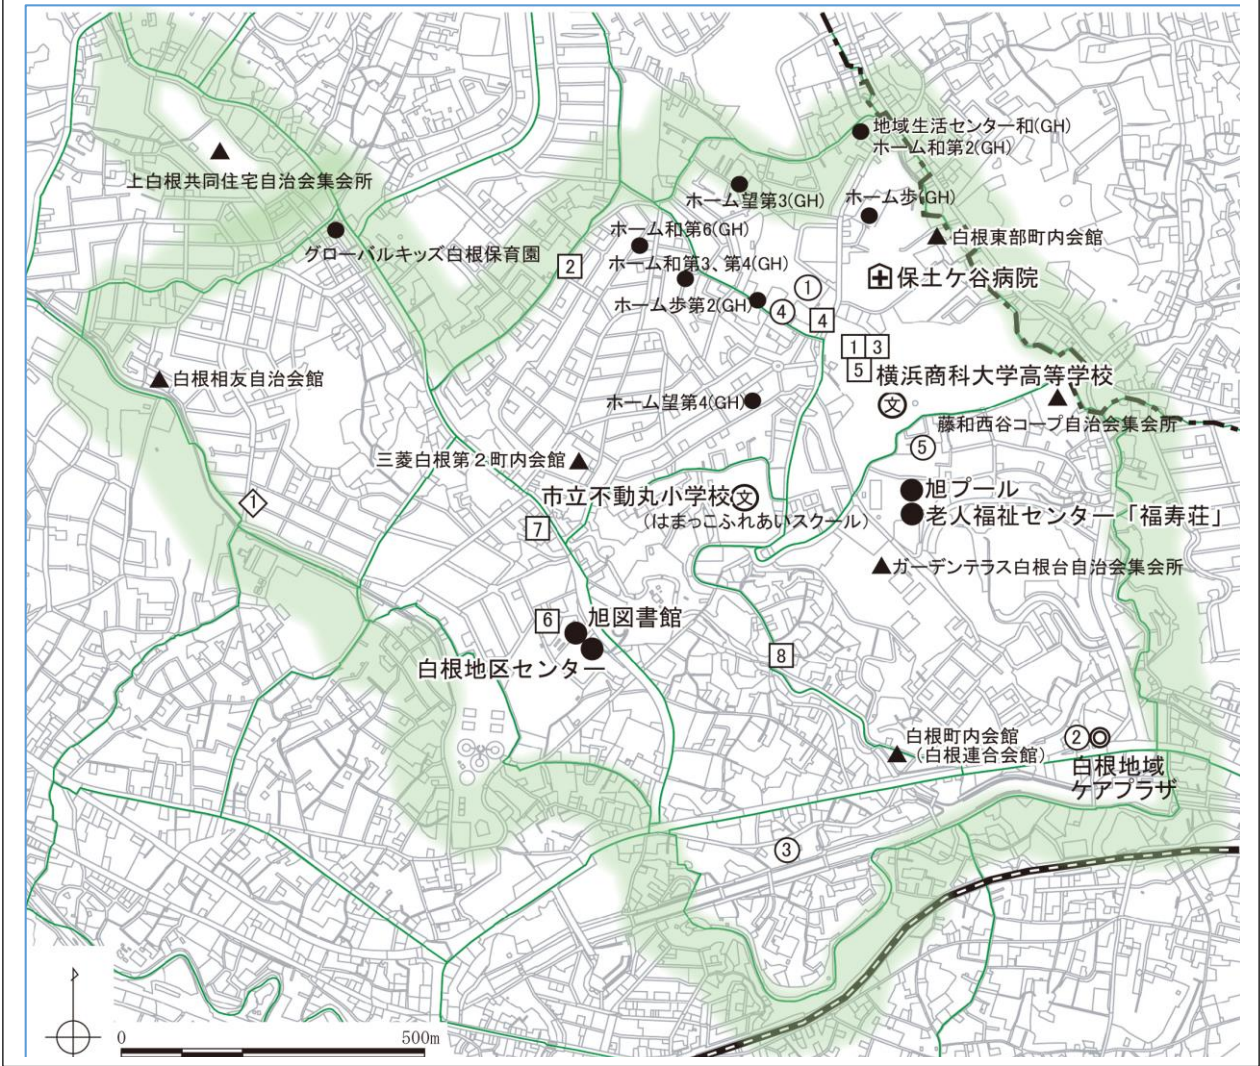 地域生活センター和(GH)
ホーム和第2(GH)
上白根共同住宅自治会集会所
ホーム望第3(GH)
ホーム歩(GH)
グローバルキッズ白根保育園
ホーム和第6(GH)
白根東部町内会館
2
ホーム和第3、第4(GH)
保土ケ谷病院
1
ホーム歩第2(GH)
4
4
1 3
5
白根相友自治会館
横浜商科大学高等学校
文
ホーム望第4(GH)
藤和西谷コープ自治会集会所
5
三菱白根第2町内会館
1
市立不動丸小学校
文
(はまっこふれあいスクール)
旭プール
老人福祉センター「福寿荘」
7
ガーデンテラス白根台自治会集会所
6
旭図書館
白根地区センター
8
白根町内会館
(白根連合会館)
2
白根地域
ケアプラザ
3
0
500m